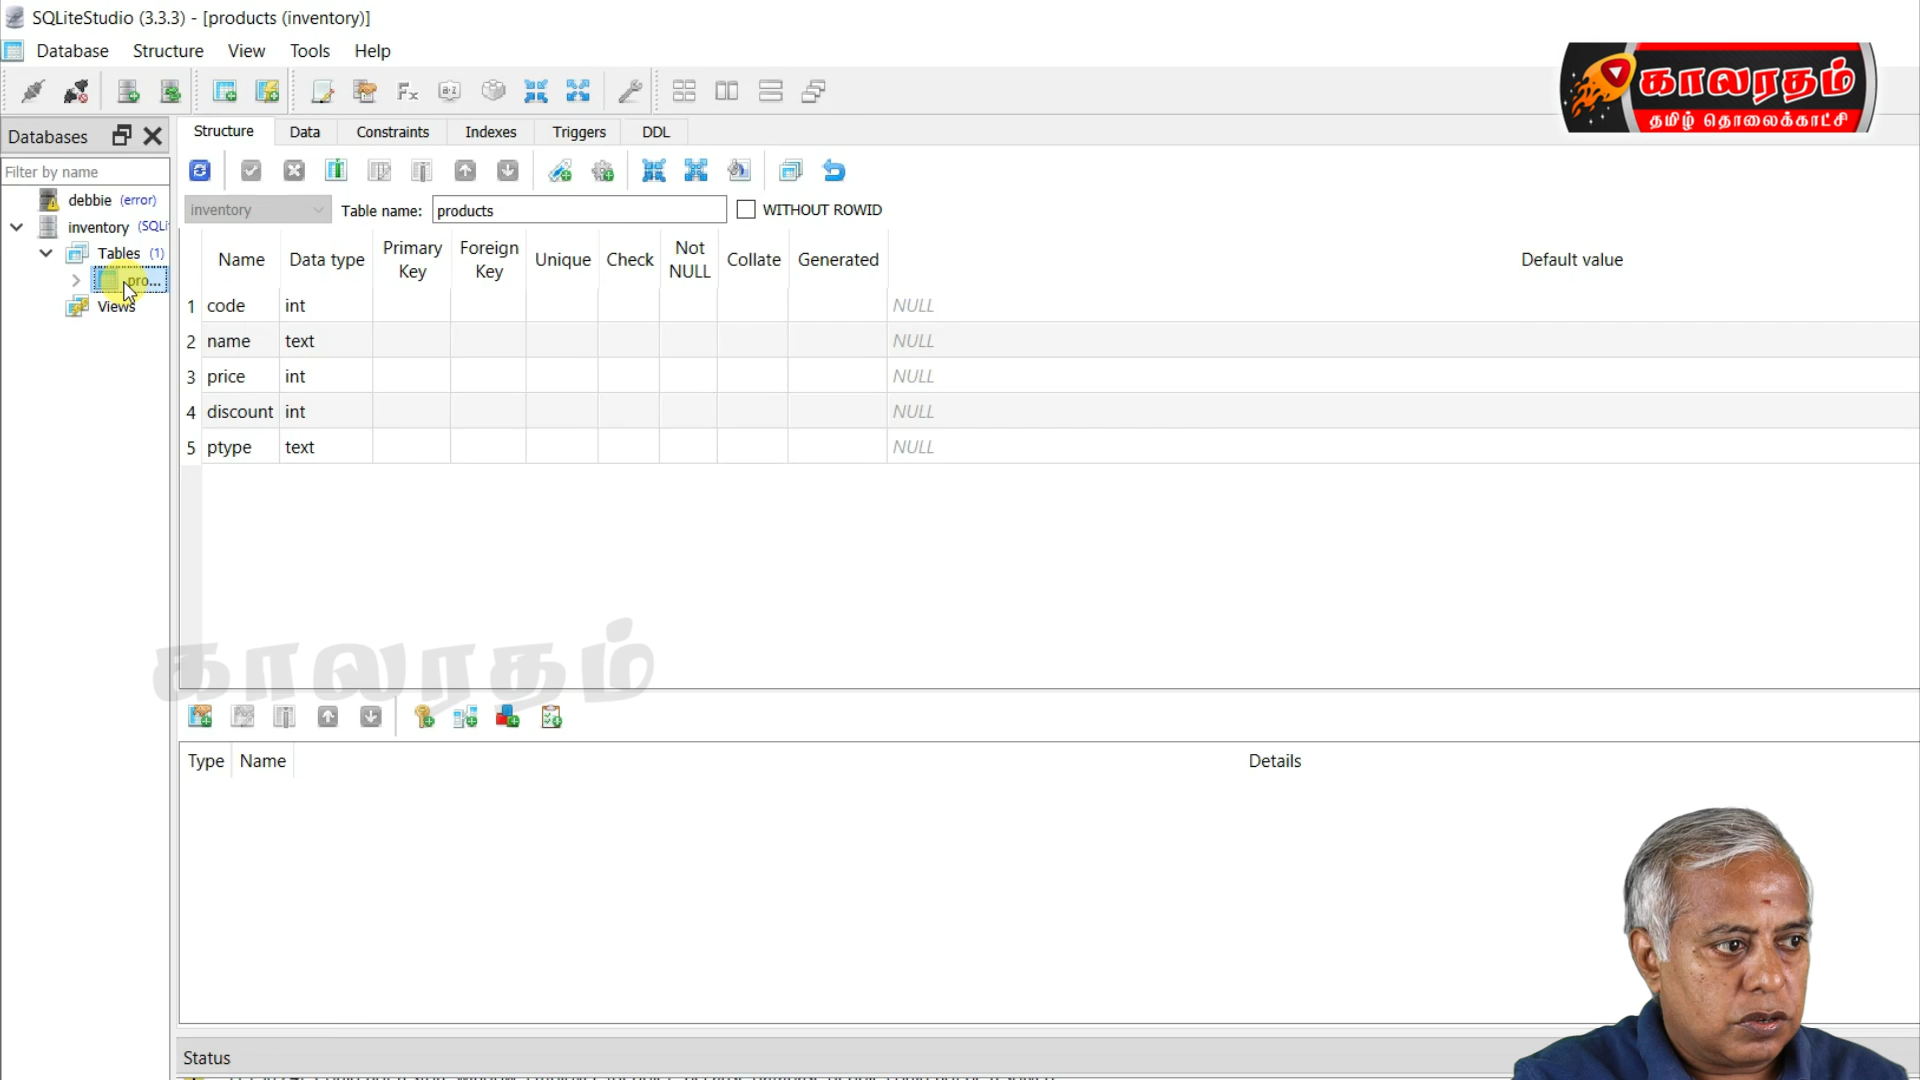 SQLiteStudio (3.3.3) - [products (inventory)]
Database Structure View Tools Help
காலரதம்
தமிழ் தொலைக்காட்சி
Databases
Structure Data Constraints Indexes Triggers DDL
Filter by name
debbie (error)
inventory (SQLi
Tables (1)
pro...
Views
inventory Table name: products WITHOUT ROWID
Name Data type Primary Key Foreign Key Unique Check Not NULL Collate Generated Default value
1 code int NULL
2 name text NULL
3 price int NULL
4 discount int NULL
5 ptype text NULL
காலரதம்
Type Name Details
Status